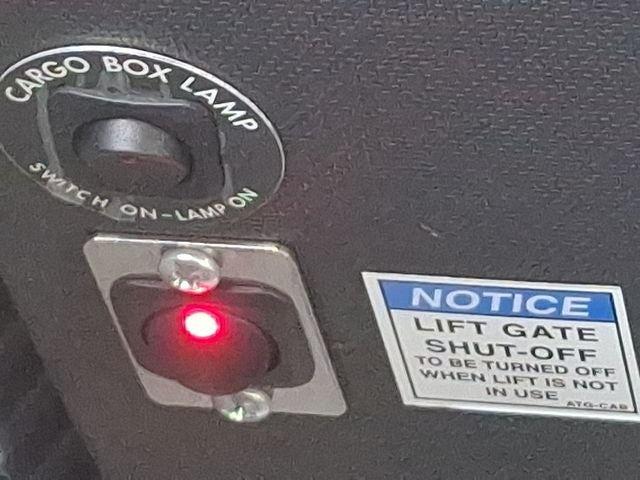 CARGO BOX LAMP
SWITCH ON-LAMP ON
NOTICE
LIFT GATE
SHUT-OFF
TO BE TURNED OFF
WHEN LIFT IS NOT
IN USE
ATG-CAB